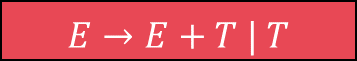 E → E + T | T